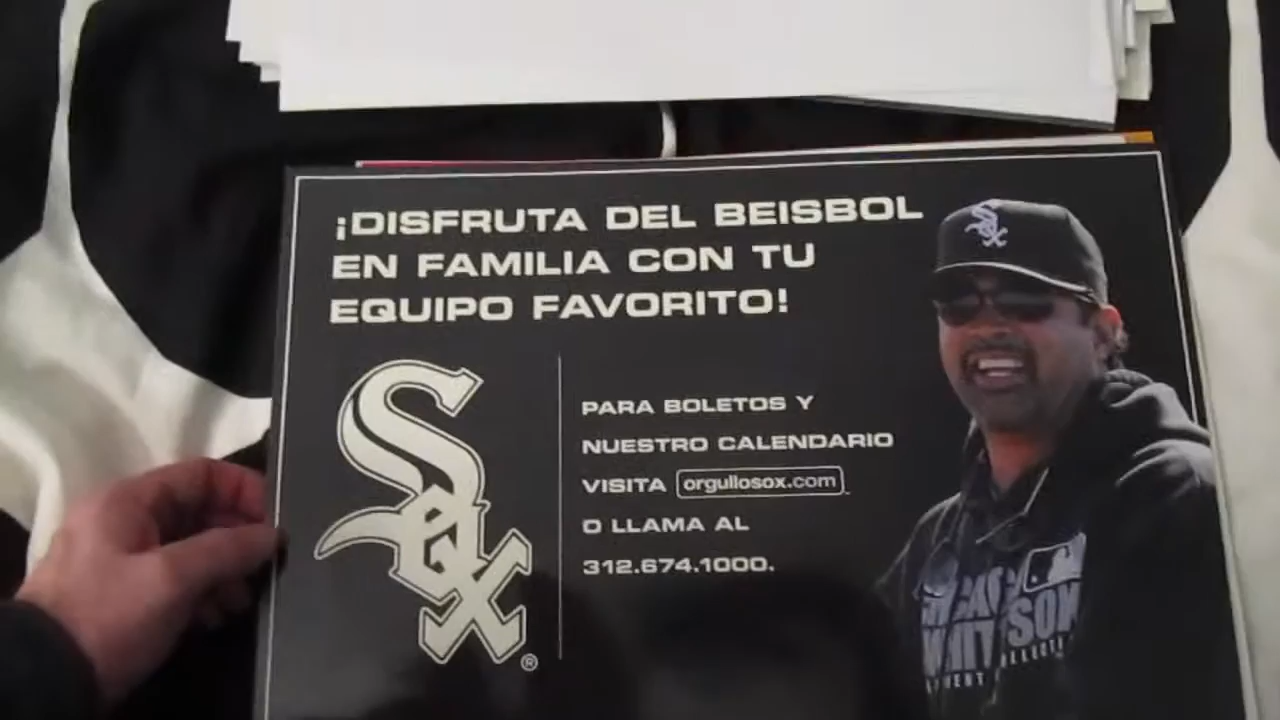 ¡DISFRUTA DEL BEISBOL
EN FAMILIA CON TU
EQUIPO FAVORITO!
Sox
Sox
®
PARA BOLETOS Y
NUESTRO CALENDARIO
VISITA orgullosox.com
O LLAMA AL
312.674.1000.